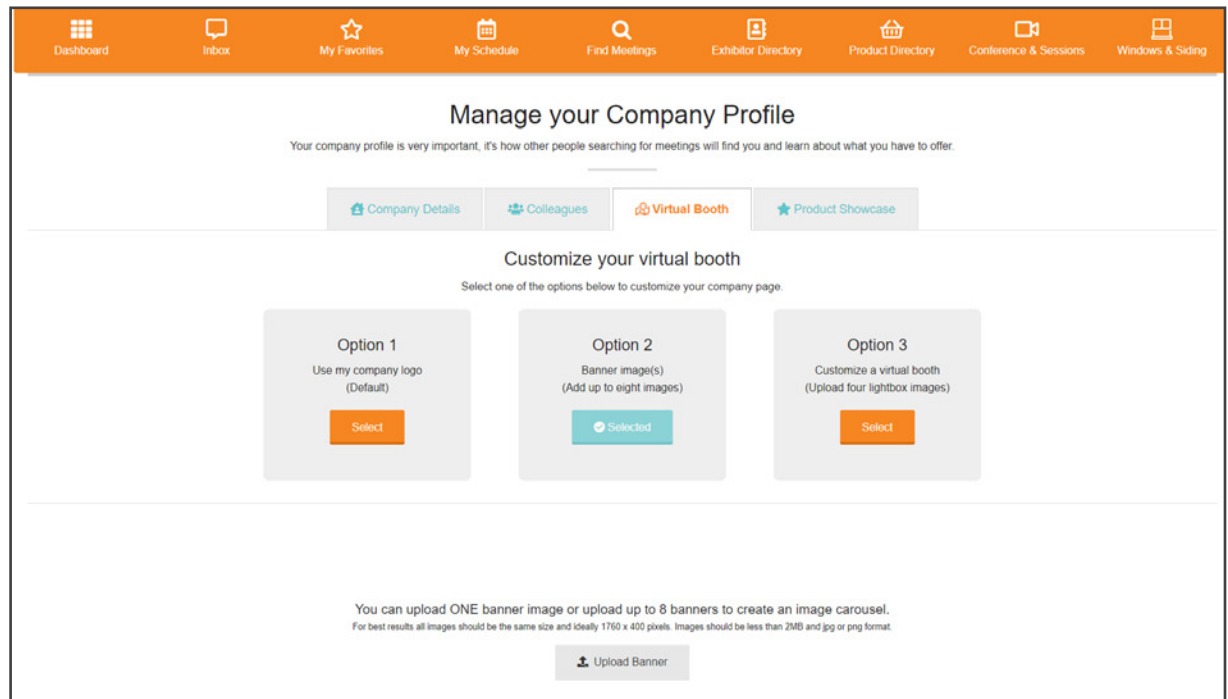 Dashboard
Inbox
My Favorites
My Schedule
Find Meetings
Exhibitor Directory
Product Directory
Conference & Sessions
Windows & Siding
Manage your Company Profile
Your company profile is very important, it's how other people searching for meetings will find you and learn about what you have to offer.
Company Details
Colleagues
Virtual Booth
Product Showcase
Customize your virtual booth
Select one of the options below to customize your company page.
Option 1
Use my company logo
(Default)
Select
Option 2
Banner image(s)
(Add up to eight images)
Selected
Option 3
Customize a virtual booth
(Upload four lightbox images)
Select
You can upload ONE banner image or upload up to 8 banners to create an image carousel.
For best results all images should be the same size and ideally 1760 x 400 pixels. Images should be less than 2MB and jpg or png format.
Upload Banner